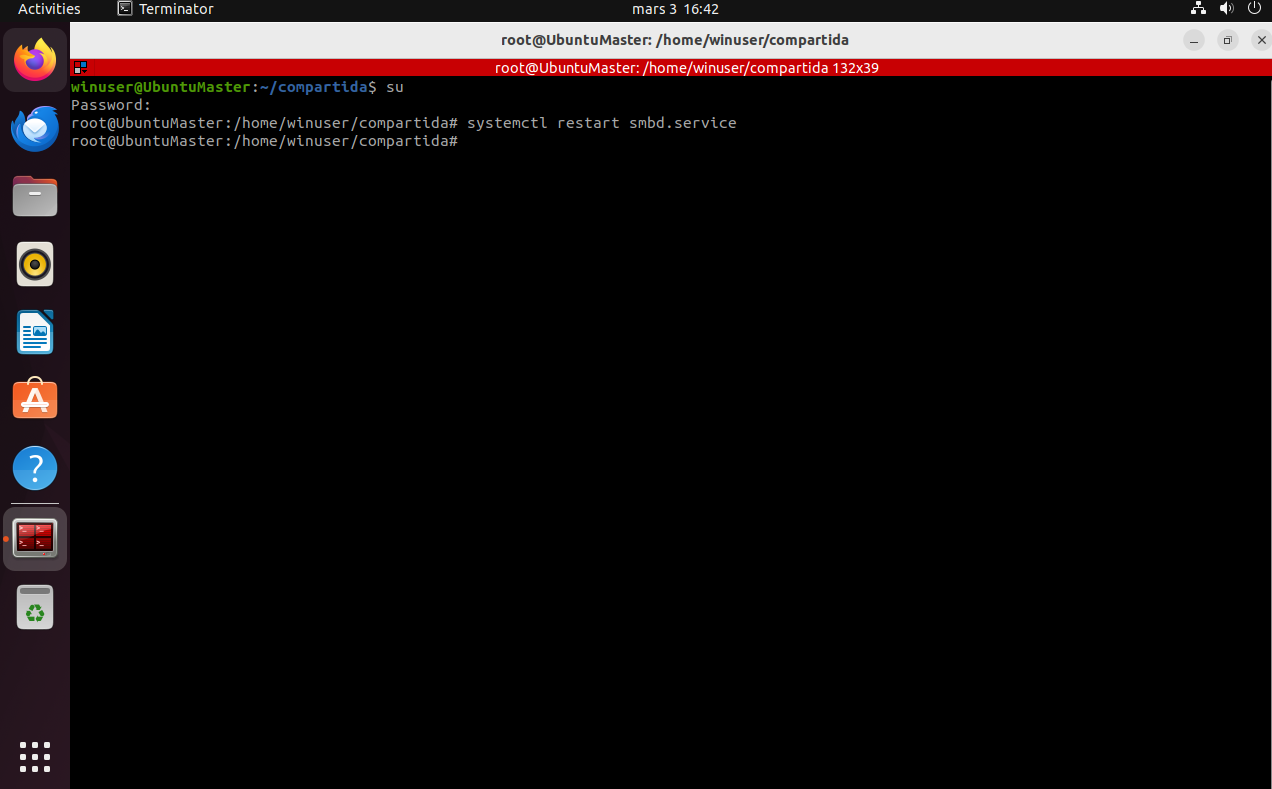 Activities Terminator mars 3 16:42
root@UbuntuMaster: /home/winuser/compartida
root@UbuntuMaster: /home/winuser/compartida 132x39
winuser@UbuntuMaster:~/compartida$ su
Password:
root@UbuntuMaster:/home/winuser/compartida# systemctl restart smbd.service
root@UbuntuMaster:/home/winuser/compartida#